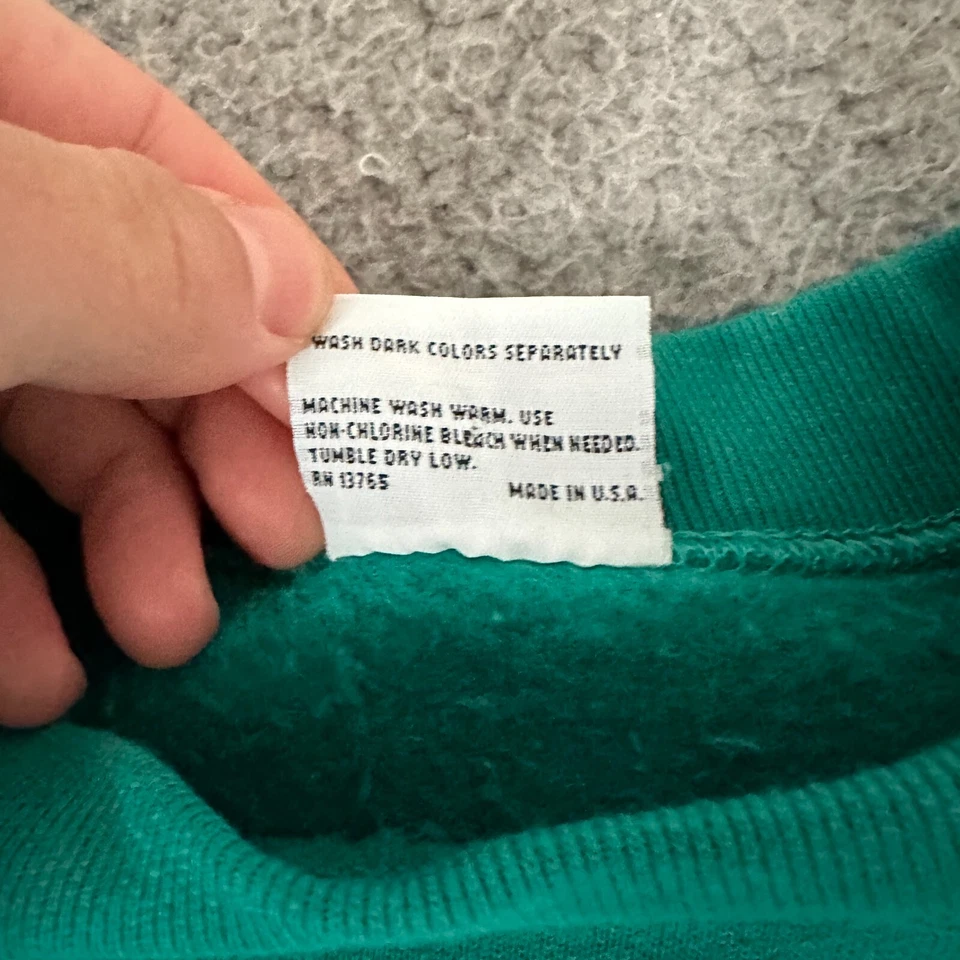 WASH DARK COLORS SEPARATELY
MACHINE WASH WARM. USE
NON-CHLORINE BLEACH WHEN NEEDED.
TUMBLE DRY LOW.
RN 13765 MADE IN U.S.A.